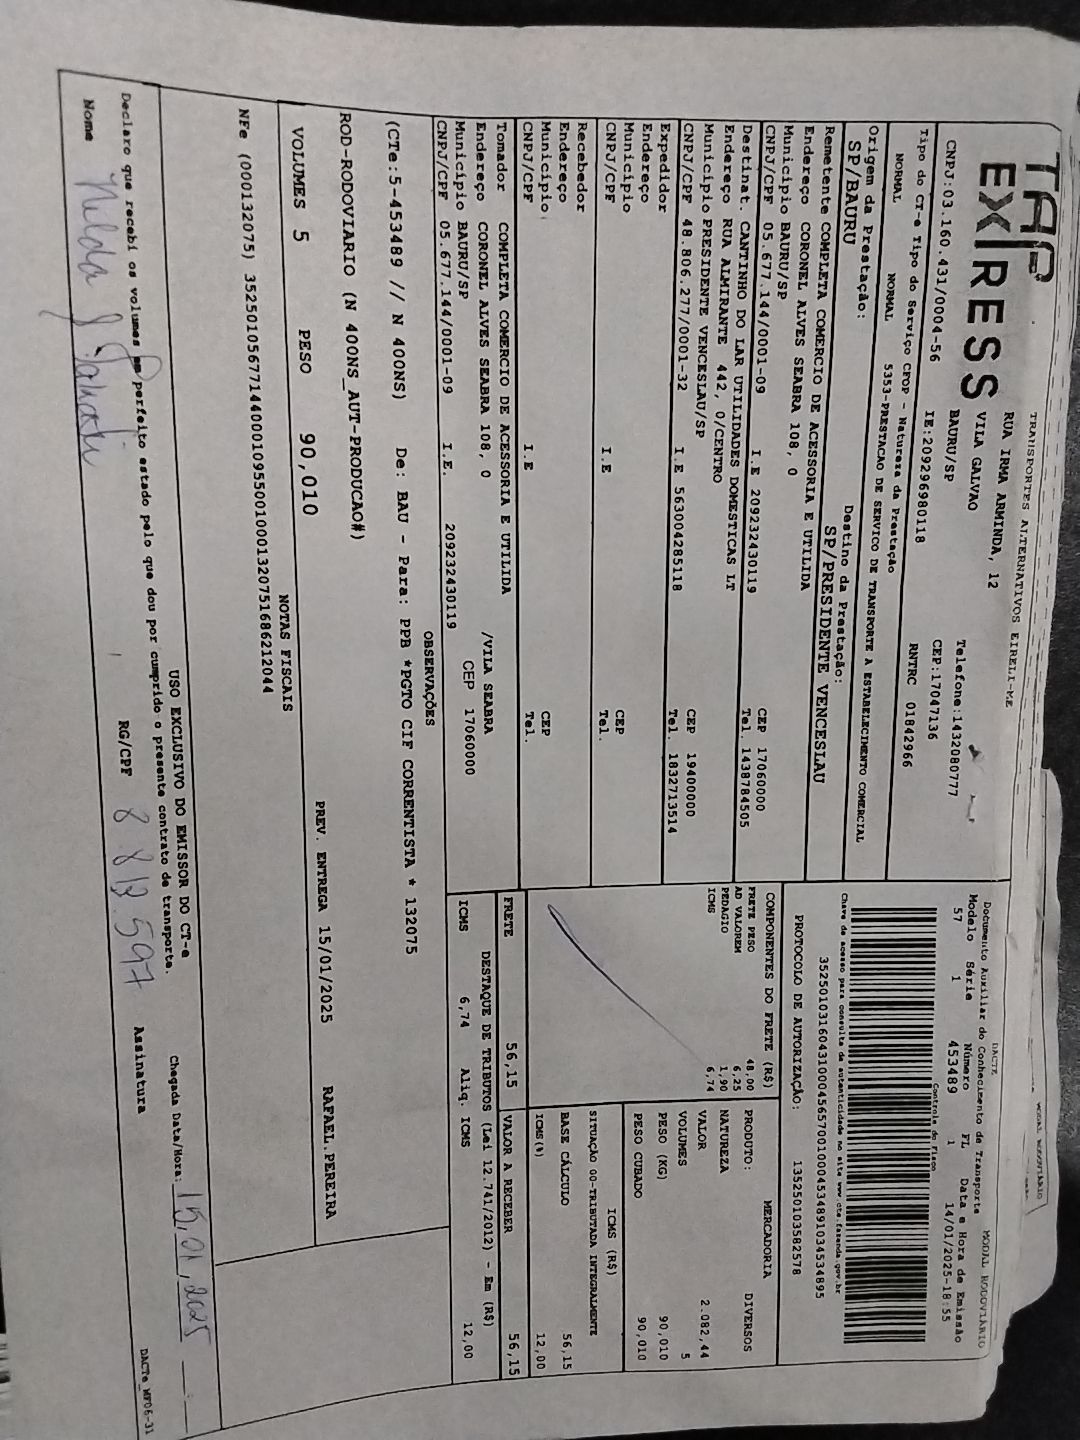 TAP EXPRESS
TRANSPORTES ALTERNATIVOS EIRELI-ME
RUA IRMA ARMINDA, 12
VILA GALVAO
BAURU/SP
Telefone:1432080777
CEP:17047136
CNPJ:03.160.431/0004-56 IE:209296980118 RNTRC 01842966
Tipo do CT-e Tipo do Serviço CFOP - Natureza da Prestação
NORMAL NORMAL 5353-PRESTACAO DE SERVICO DE TRANSPORTE A ESTABELECIMENTO COMERCIAL
Origem da Prestação: Destino da Prestação:
SP/BAURU SP/PRESIDENTE VENCESLAU
Remetente COMPLETA COMERCIO DE ACESSORIA E UTILIDA
Endereço CORONEL ALVES SEABRA 108, 0
Município BAURU/SP CEP 17060000
CNPJ/CPF 05.677.144/0001-09 I.E 209232430119 Tel. 1438784505
Destinat. CANTINHO DO LAR UTILIDADES DOMESTICAS LT
Endereço RUA ALMIRANTE 442, 0/CENTRO
Município PRESIDENTE VENCESLAU/SP CEP 19400000
CNPJ/CPF 48.806.277/0001-32 I.E 563004285118 Tel. 1832713514
Expedidor
Endereço
Município CEP
CNPJ/CPF I.E Tel.
Recebedor
Endereço
Município CEP
CNPJ/CPF I.E Tel.
Tomador COMPLETA COMERCIO DE ACESSORIA E UTILIDA
Endereço CORONEL ALVES SEABRA 108, 0 /VILA SEABRA
Município BAURU/SP CEP 17060000
CNPJ/CPF 05.677.144/0001-09 I.E. 209232430119
DACTE MODAL RODOVIÁRIO
Documento Auxiliar do Conhecimento de Transporte
Modelo Série Número FL Data e Hora de Emissão
57 1 453489 1 14/01/2025-18:55
Controle do Fisco
Chave de acesso para consulta de autenticidade no site www.cte.fazenda.gov.br
35250103160431000456570010004534891034534895
PROTOCOLO DE AUTORIZAÇÃO: 135250103582578
COMPONENTES DO FRETE (R$)
FRETE PESO 48,00
AD VALOREM 6,25
PEDAGIO 1,90
ICMS 6,74
MERCADORIA
PRODUTO: DIVERSOS
NATUREZA
VALOR 2.082,44
VOLUMES 5
PESO (KG) 90,010
PESO CUBADO 90,010
ICMS (R$)
SITUAÇÃO 00-TRIBUTADA INTEGRALMENTE
BASE CÁLCULO 56,15
ICMS(%) 12,00
FRETE 56,15 VALOR A RECEBER 56,15
DESTAQUE DE TRIBUTOS (Lei 12.741/2012) - Em (R$)
ICMS 6,74 Aliq. ICMS 12,00
OBSERVAÇÕES
(CTe:5-453489 // N 400NS) De: BAU - Para: PPB *PGTO CIF CORRENTISTA * 132075
ROD-RODOVIARIO (N 400NS_AUT-PRODUCAO#)
VOLUMES 5 PESO 90,010 PREV. ENTREGA 15/01/2025 RAFAEL.PEREIRA
NOTAS FISCAIS
NFe (000132075) 35250105677144000109550010001320751686212044
USO EXCLUSIVO DO EMISSOR DO CT-e
Declaro que recebi os volumes em perfeito estado pelo que dou por cumprido o presente contrato de transporte.
Chegada Data/Hora: 15,01,2025
Nome Nelda RG/CPF Assinatura
DACTe_MF06-31